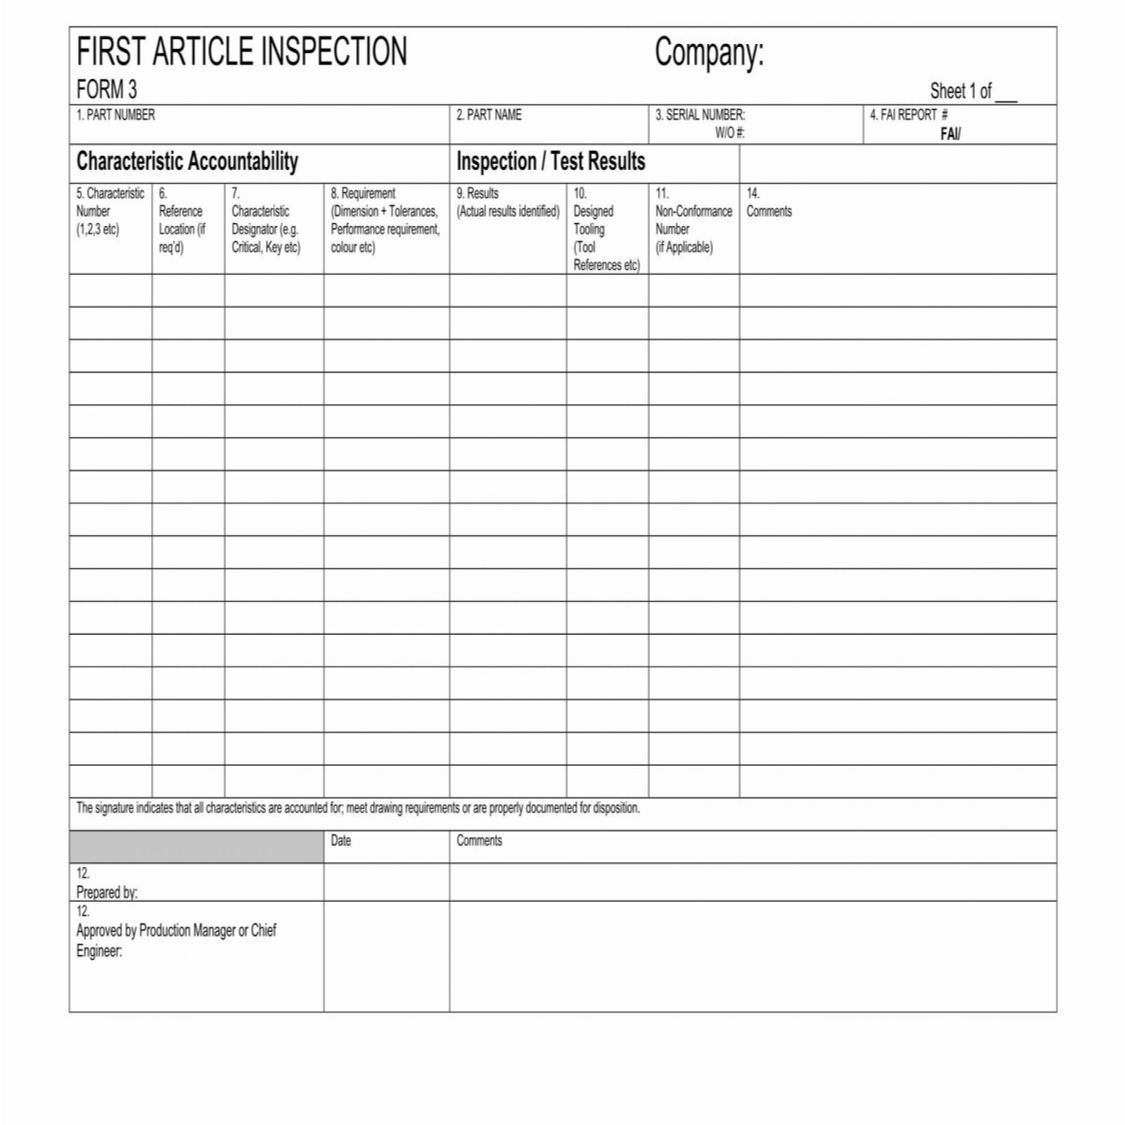 FIRST ARTICLE INSPECTION Company:
FORM 3 Sheet 1 of ___
1. PART NUMBER 2. PART NAME 3. SERIAL NUMBER: 4. FAI REPORT #
W/O #: FAI/
Characteristic Accountability Inspection / Test Results
5. Characteristic
Number
(1,2,3 etc)
6.
Reference
Location (if
req'd)
7.
Characteristic
Designator (e.g.
Critical, Key etc)
8. Requirement
(Dimension + Tolerances,
Performance requirement,
colour etc)
9. Results
(Actual results identified)
10.
Designed
Tooling
(Tool
References etc)
11.
Non-Conformance
Number
(if Applicable)
14.
Comments
The signature indicates that all characteristics are accounted for; meet drawing requirements or are properly documented for disposition.
Date Comments
12.
Prepared by:
12.
Approved by Production Manager or Chief
Engineer: